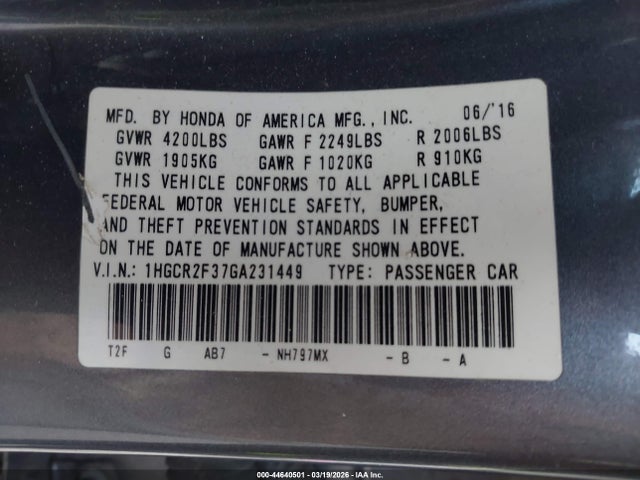 MFD. BY HONDA OF AMERICA MFG., INC. 06/'16
GVWR 4200LBS GAWR F 2249LBS R 2006LBS
GVWR 1905KG GAWR F 1020KG R 910KG
THIS VEHICLE CONFORMS TO ALL APPLICABLE
FEDERAL MOTOR VEHICLE SAFETY, BUMPER,
AND THEFT PREVENTION STANDARDS IN EFFECT
ON THE DATE OF MANUFACTURE SHOWN ABOVE.
V.I.N.: 1HGCR2F37GA231449 TYPE: PASSENGER CAR
T2F G AB7 - NH797MX - B - A
000-44640501 - 03/19/2026 - IAAI INC. ©